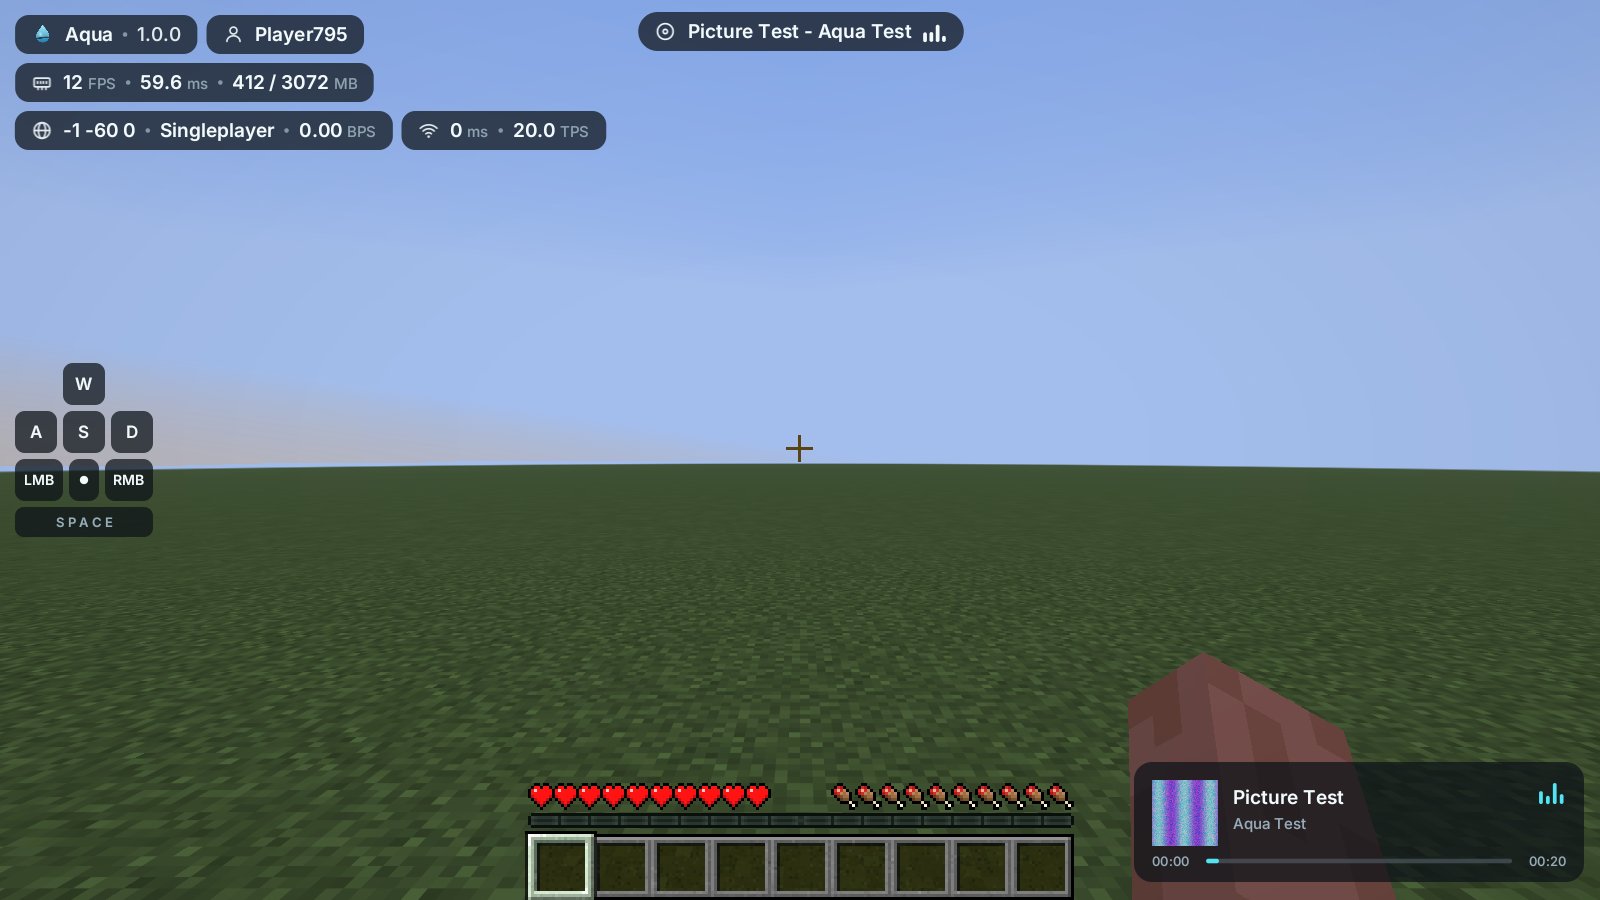 Aqua • 1.0.0
Player795
Picture Test - Aqua Test
12 FPS • 59.6 ms • 412 / 3072 MB
-1 -60 0 • Singleplayer • 0.00 BPS
0 ms • 20.0 TPS
W
A S D
LMB RMB
SPACE
Picture Test
Aqua Test
00:00 00:20